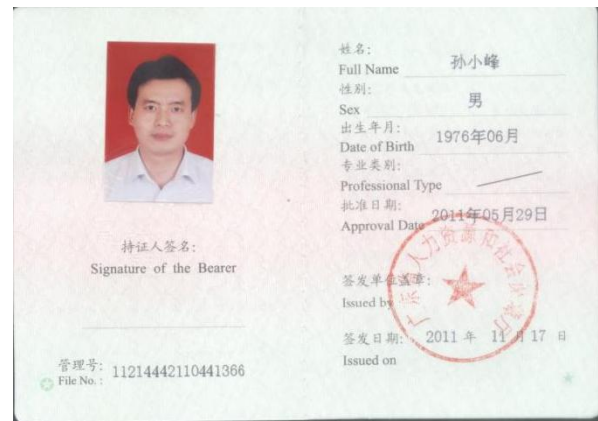 持证人签名:
Signature of the Bearer
管理号:
File No. :
11214442110441366
姓名:
Full Name
孙小峰
性别:
Sex
男
出生年月:
Date of Birth
1976年06月
专业类别:
Professional Type
批准日期:
Approval Date
2011年05月29日
签发单位盖章:
Issued by
广东省人力资源和社会保障厅
签发日期:
Issued on
2011 年 11 月 17 日